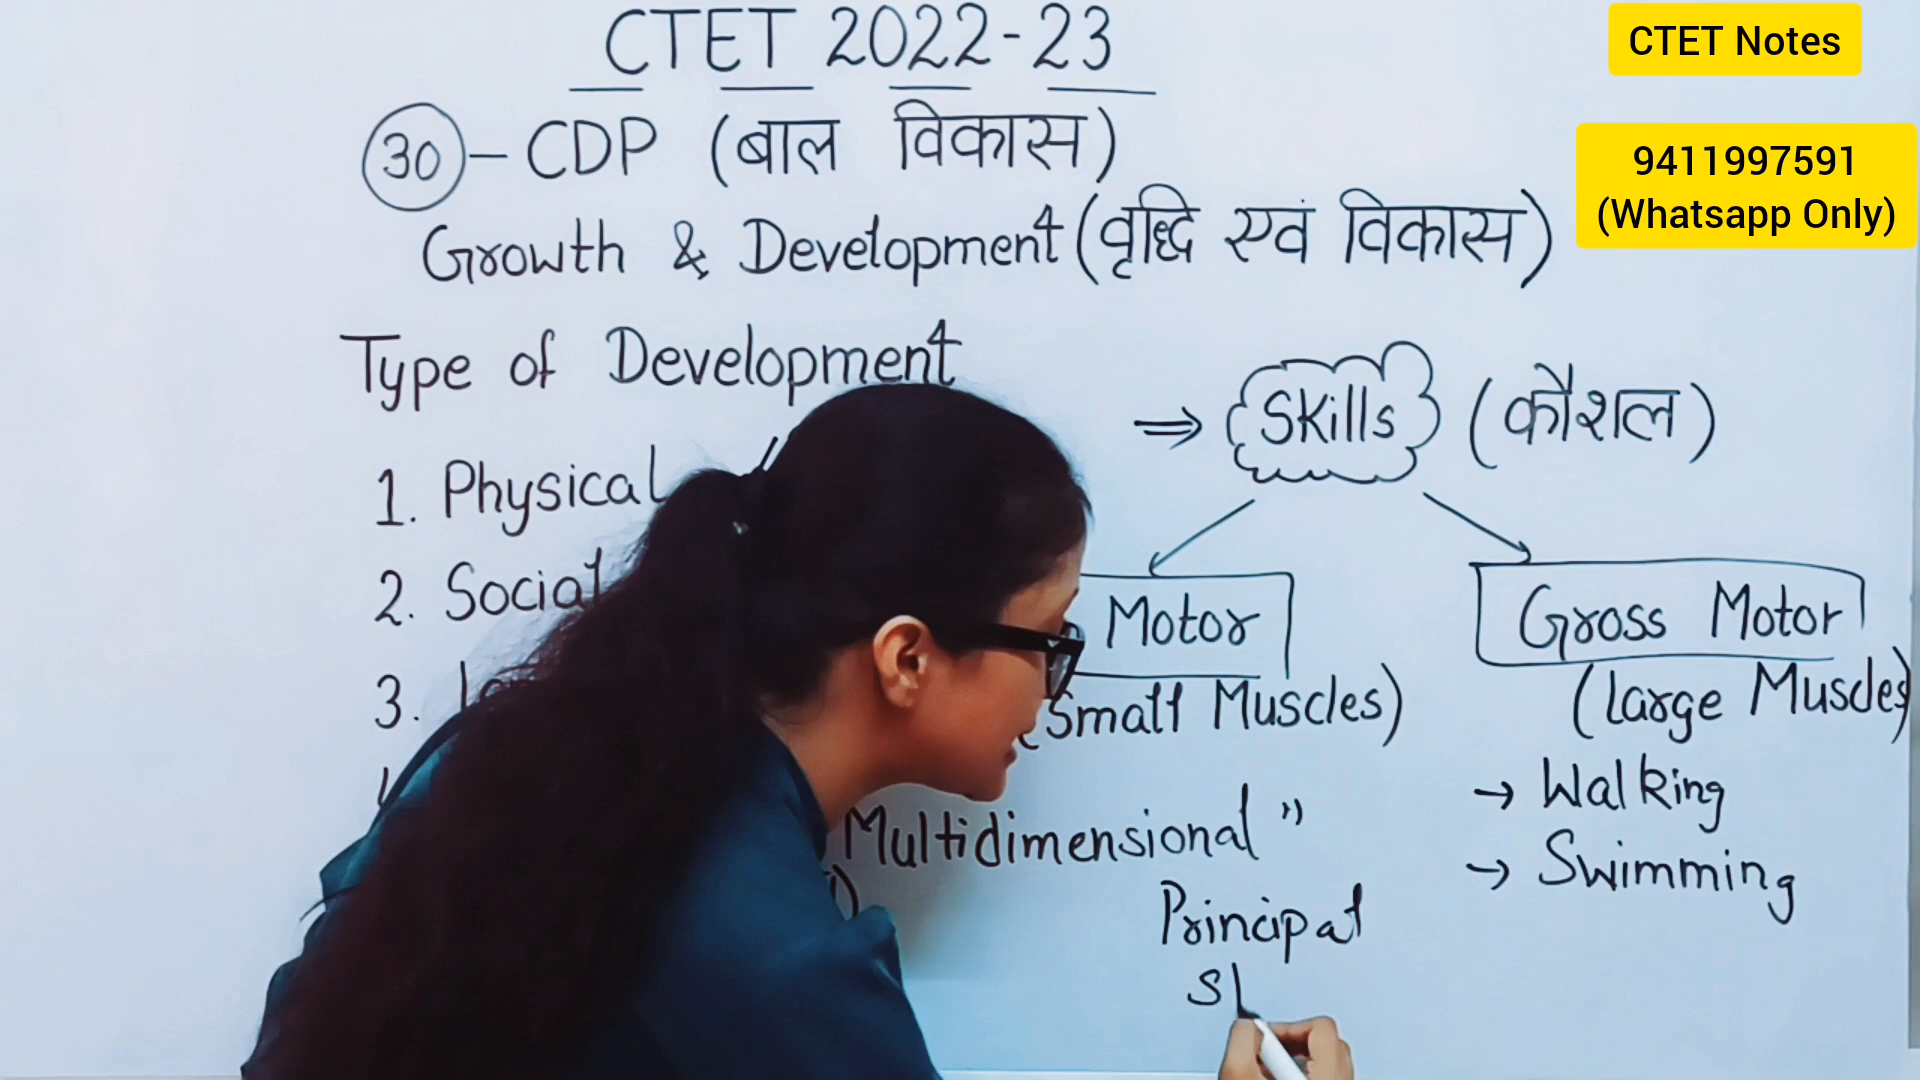 CTET 2022-23
CTET Notes
30 - CDP (बाल विकास)
9411997591
(Whatsapp Only)
Growth & Development (वृद्धि एवं विकास)
Type of Development
⇒ Skills (कौशल)
1. Physical
2. Social
Motor
Gross Motor
3.
(Small Muscles)
(Large Muscles)
→ Walking
Multidimensional"
→ Swimming
Principal